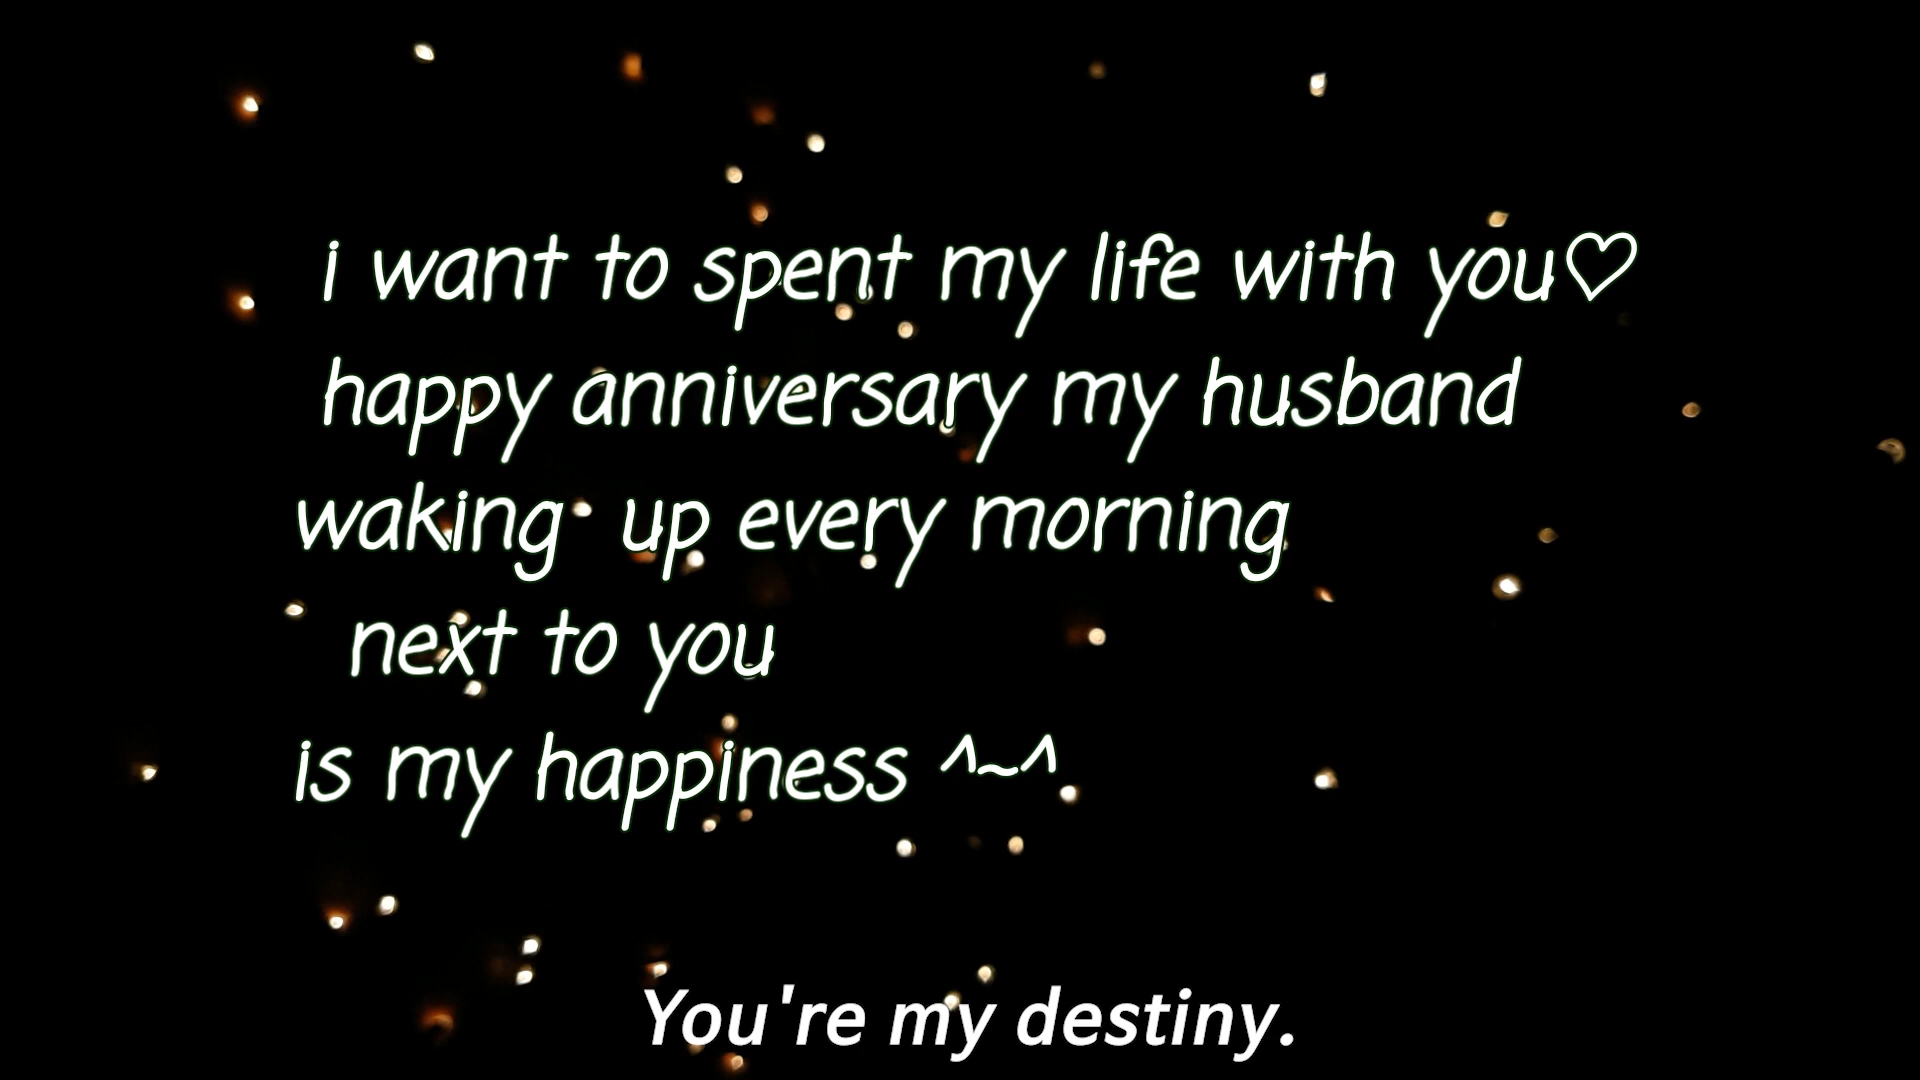 i want to spent my life with you♡
happy anniversary my husband
waking up every morning
next to you
is my happiness ^~^
You're my destiny.